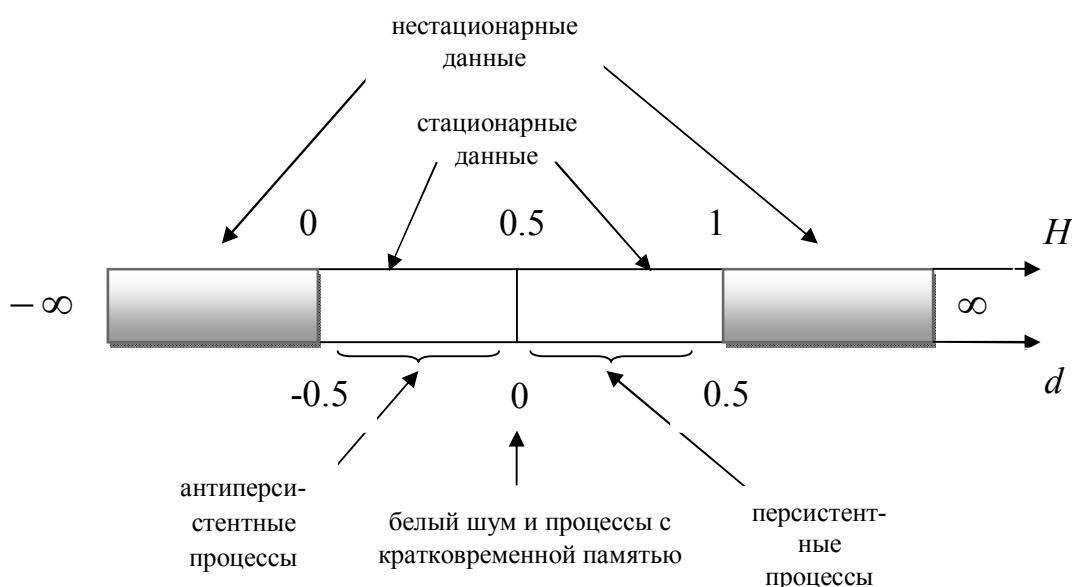 нестационарные
данные
стационарные
данные
0
0.5
1
H
– ∞
∞
-0.5
0
0.5
d
антиперси-
стентные
процессы
белый шум и процессы с
кратковременной памятью
персистент-
ные
процессы